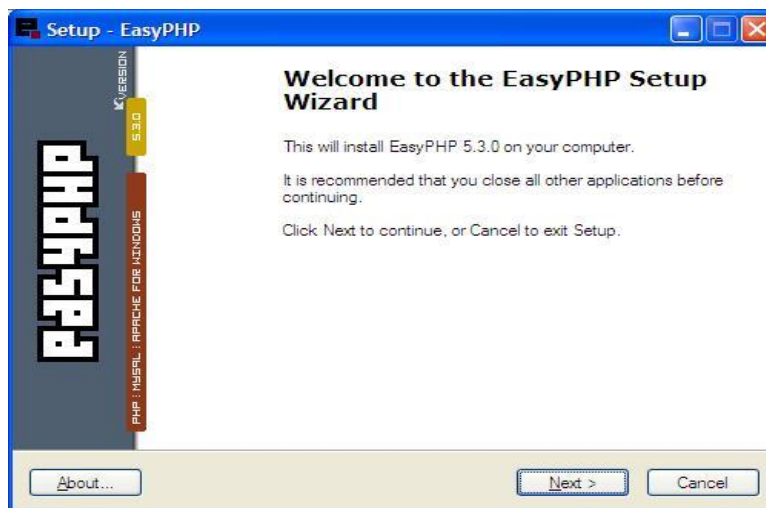 Setup - EasyPHP
VERSION
5.3.0
easyPHP
PHP : MYSQL : APACHE FOR WINDOWS
Welcome to the EasyPHP Setup
Wizard
This will install EasyPHP 5.3.0 on your computer.
It is recommended that you close all other applications before
continuing.
Click Next to continue, or Cancel to exit Setup.
About...
Next >
Cancel